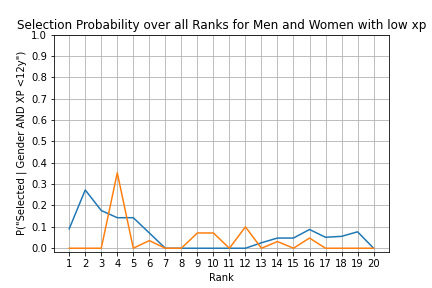 Selection Probability over all Ranks for Men and Women with low xp
P("Selected | Gender AND XP <12y")
1.0
0.9
0.8
0.7
0.6
0.5
0.4
0.3
0.2
0.1
0.0
1 2 3 4 5 6 7 8 9 10 11 12 13 14 15 16 17 18 19 20
Rank